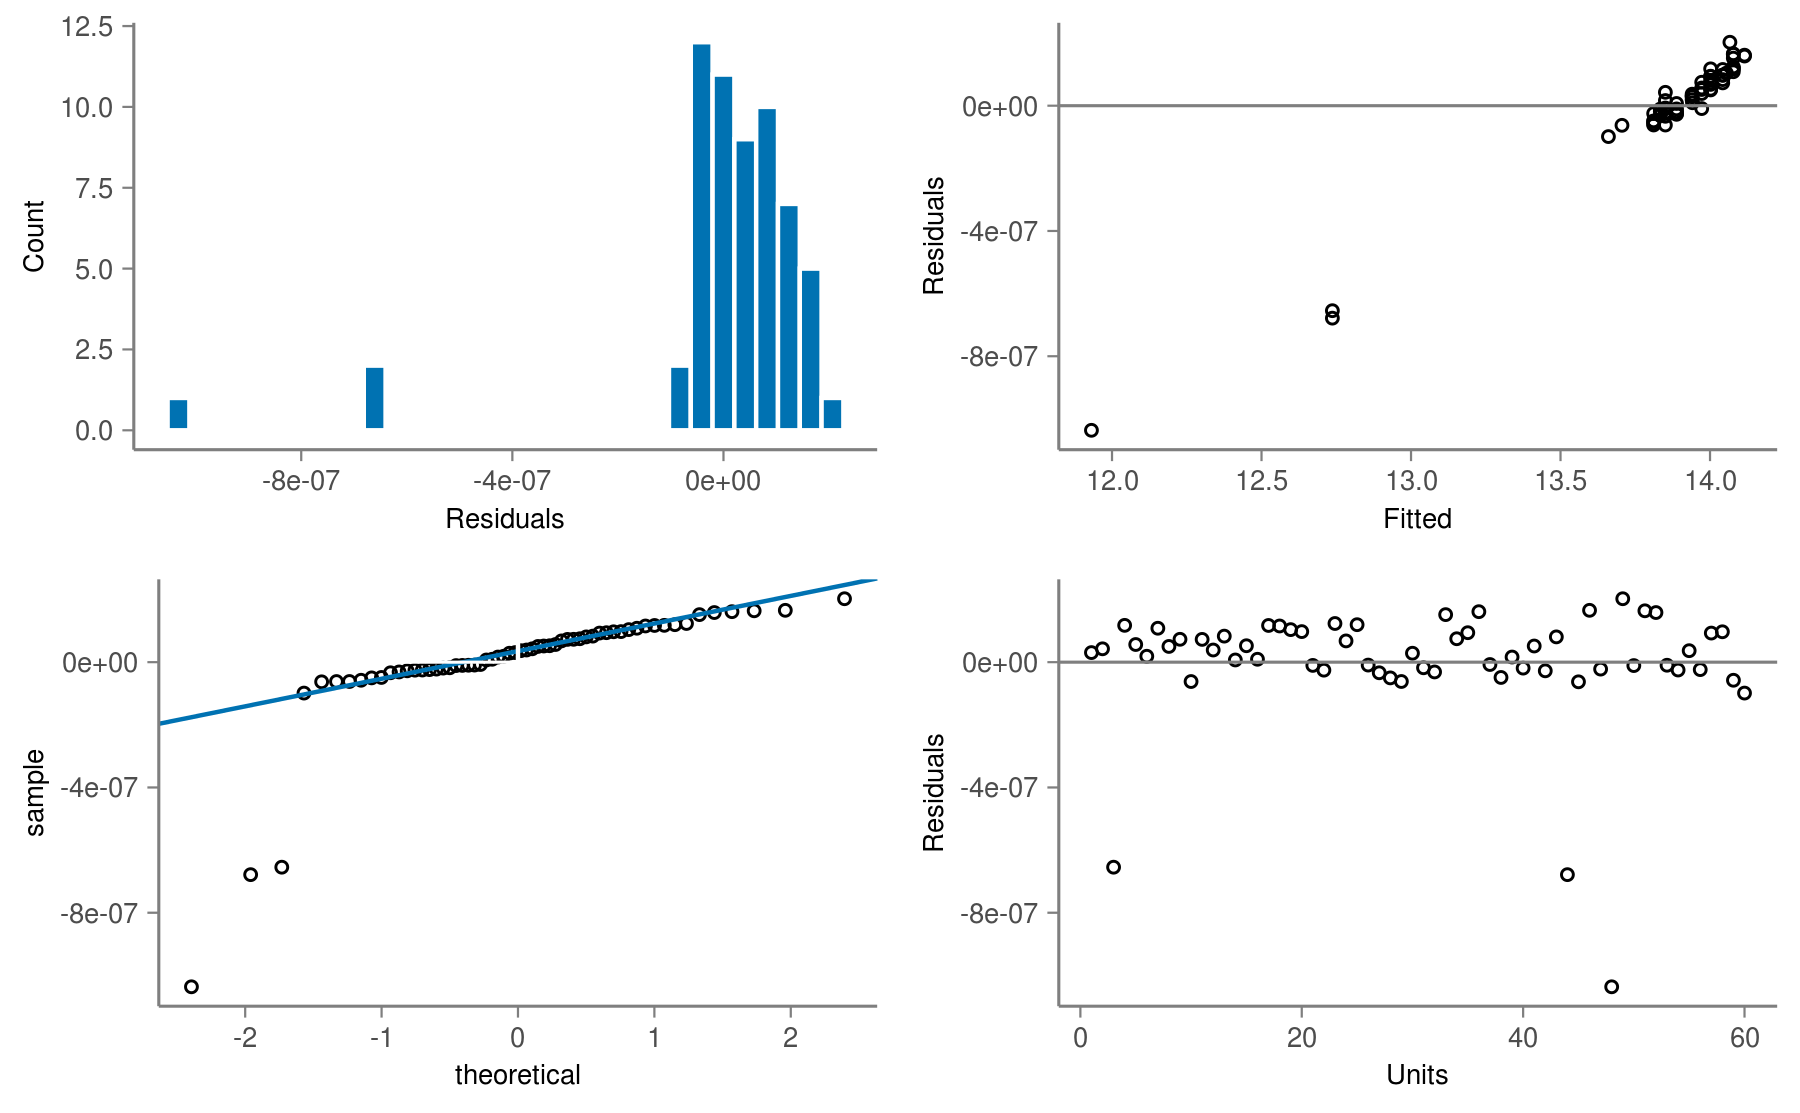 12.5
10.0
7.5
5.0
2.5
0.0
Count
-8e-07
-4e-07
0e+00
Residuals
0e+00
-4e-07
-8e-07
Residuals
12.0
12.5
13.0
13.5
14.0
Fitted
0e+00
-4e-07
-8e-07
sample
-2
-1
0
1
2
theoretical
0e+00
-4e-07
-8e-07
Residuals
0
20
40
60
Units